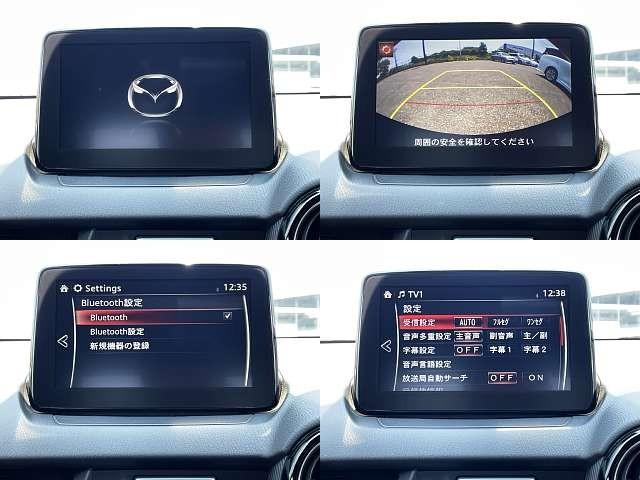 周囲の安全を確認してください
Settings 12:35
Bluetooth設定
Bluetooth
Bluetooth設定
新規機器の登録
TV1 12:38
設定
受信設定 AUTO フルセグ ワンセグ
音声多重設定 主音声 副音声 主／副
字幕設定 OFF 字幕1 字幕2
音声言語設定
放送局自動サーチ OFF ON